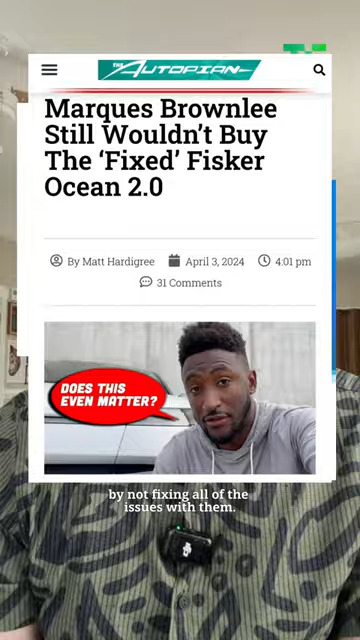 THE AUTOPIAN
Marques Brownlee
Still Wouldn't Buy
The 'Fixed' Fisker
Ocean 2.0
By Matt Hardigree April 3, 2024 4:01 pm
31 Comments
DOES THIS
EVEN MATTER?
by not fixing all of the
issues with them.